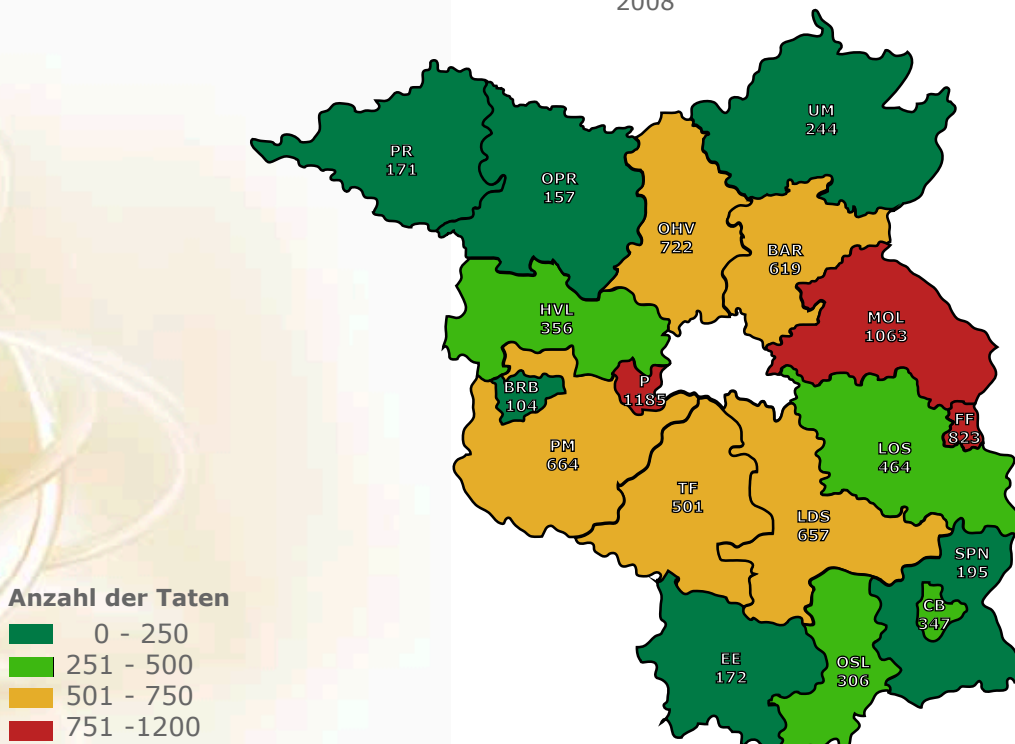 2008
UM
244
PR
171
OPR
157
OHV
722
BAR
619
HVL
356
MOL
1063
P
1185
BRB
104
FF
823
PM
664
LOS
464
TF
501
LDS
657
SPN
195
CB
347
EE
172
OSL
306
Anzahl der Taten
0 - 250
251 - 500
501 - 750
751 -1200